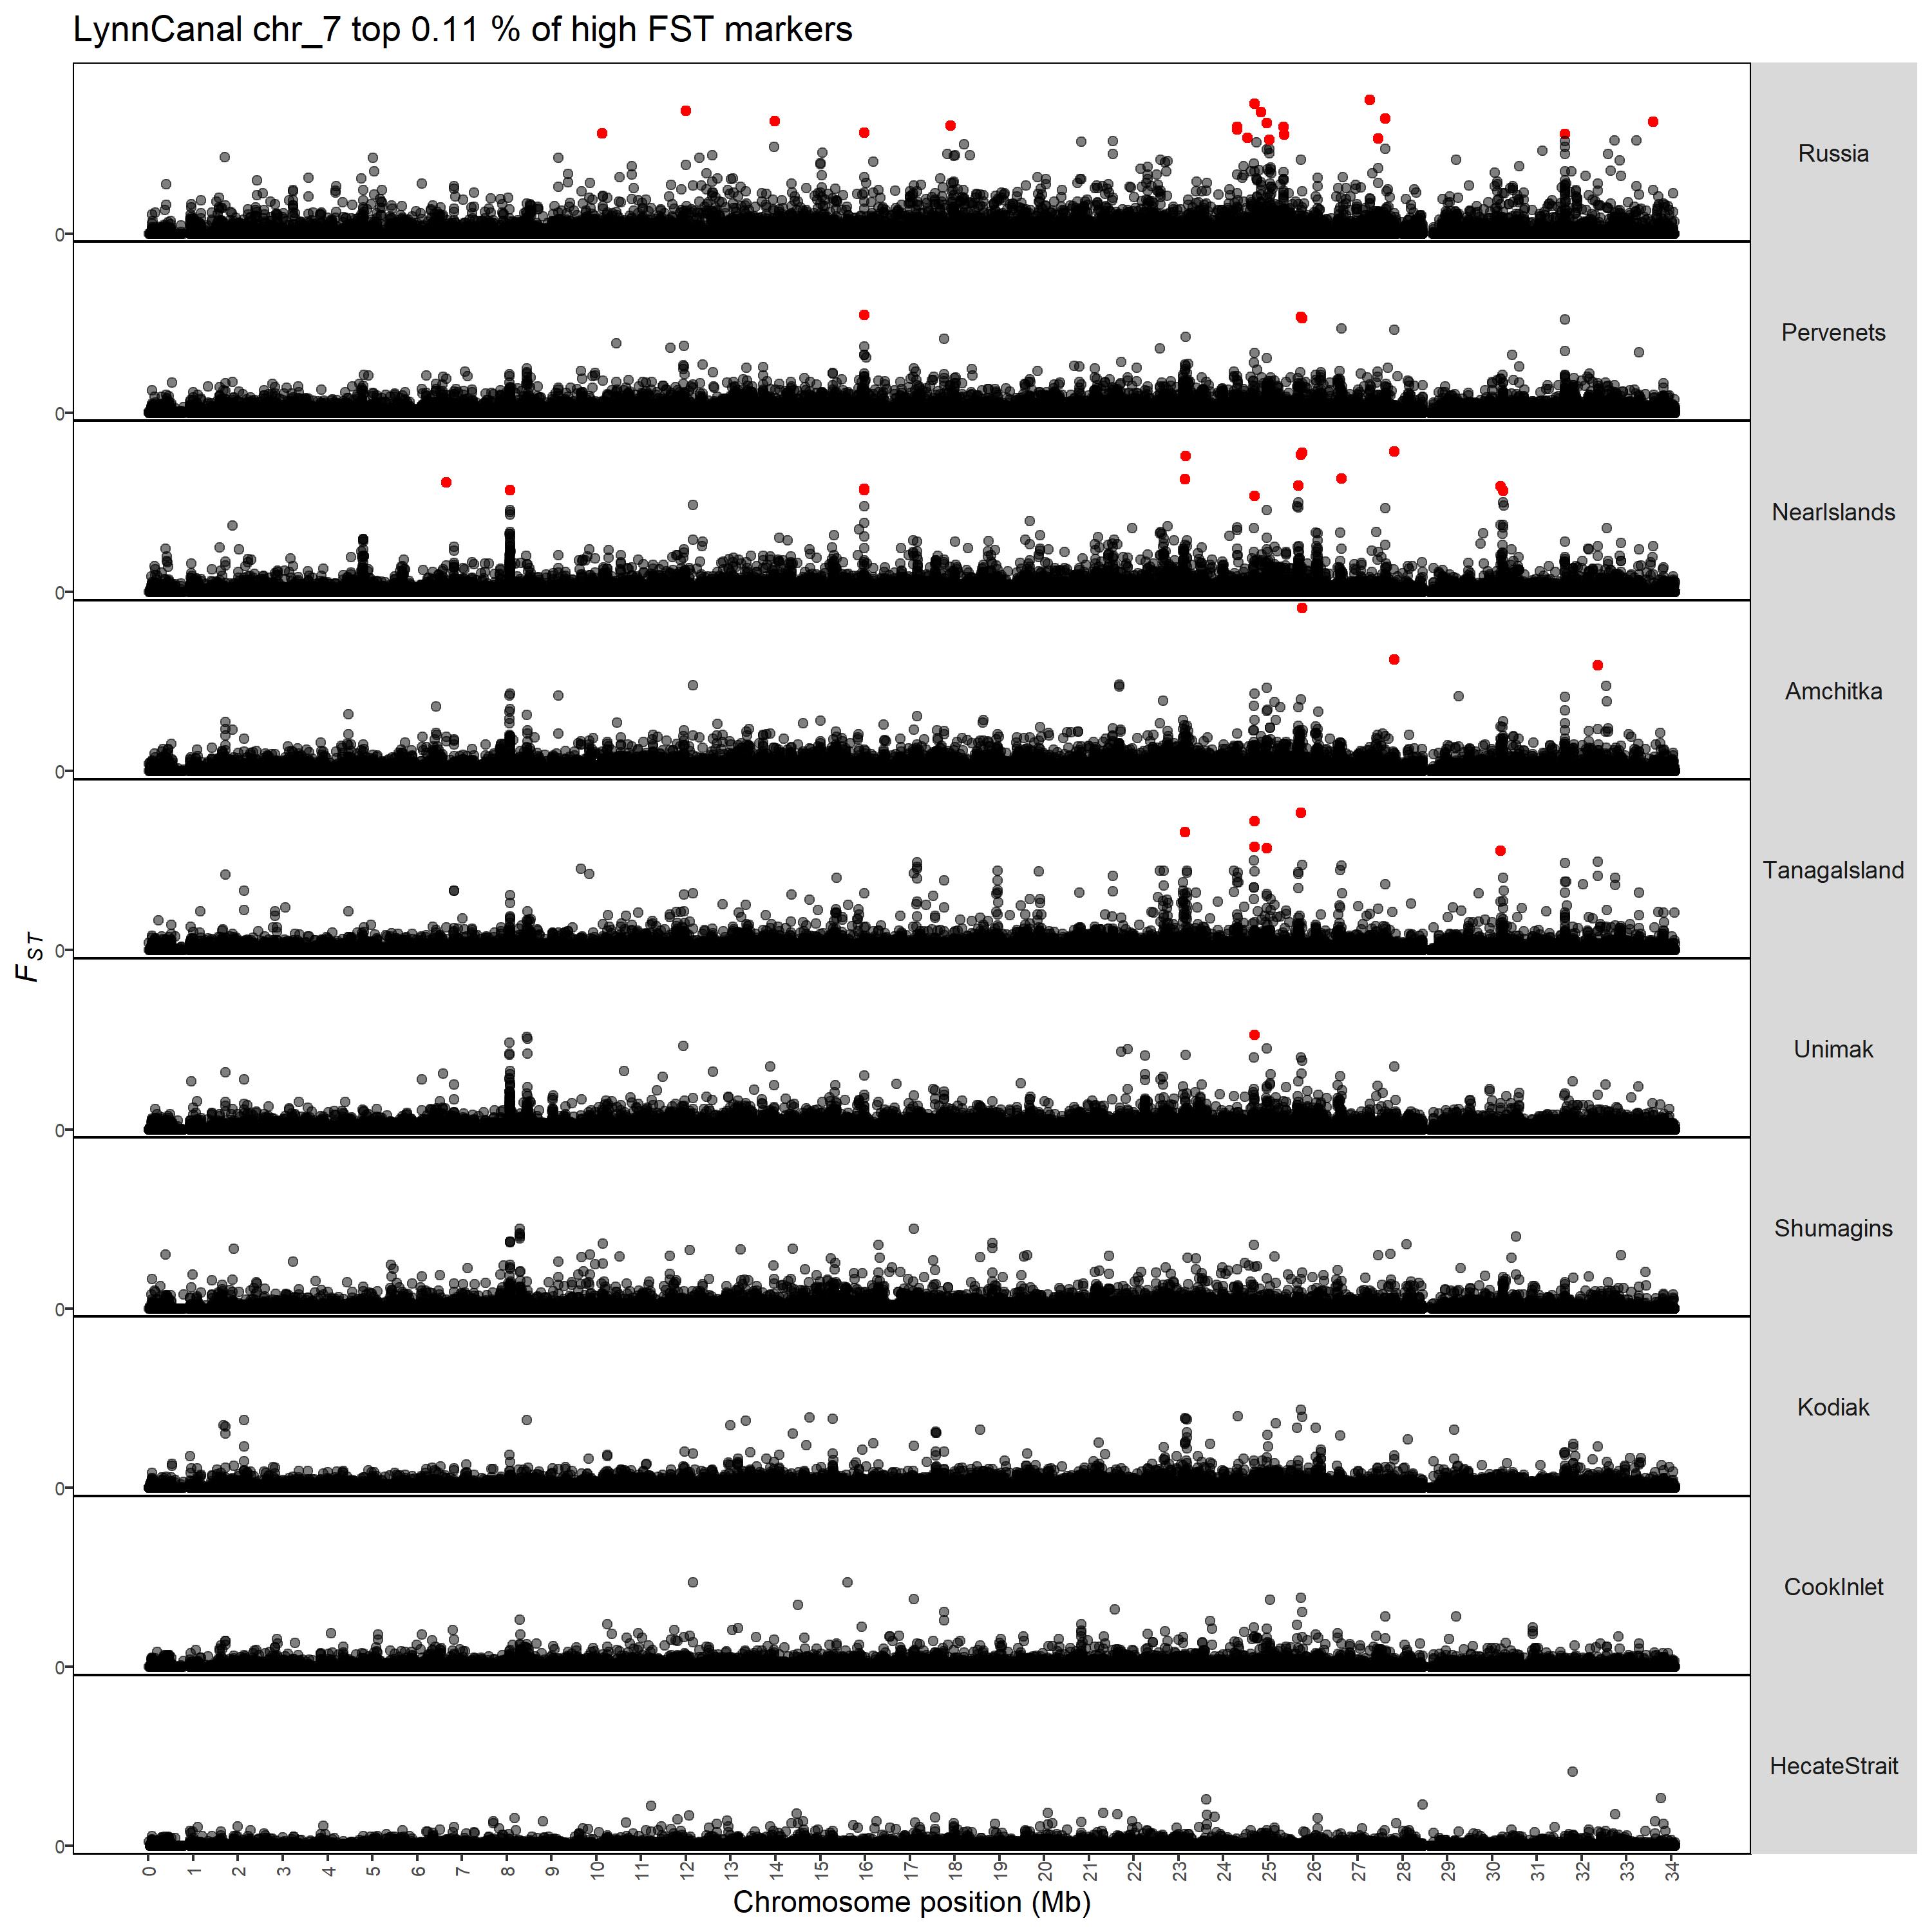 LynnCanal chr_7 top 0.11 % of high FST markers
0
Russia
0
Pervenets
0
NearIslands
0
Amchitka
0
TanagaIsland
FST
0
Unimak
0
Shumagins
0
Kodiak
0
CookInlet
0
HecateStrait
0
0 1 2 3 4 5 6 7 8 9 10 11 12 13 14 15 16 17 18 19 20 21 22 23 24 25 26 27 28 29 30 31 32 33 34
Chromosome position (Mb)